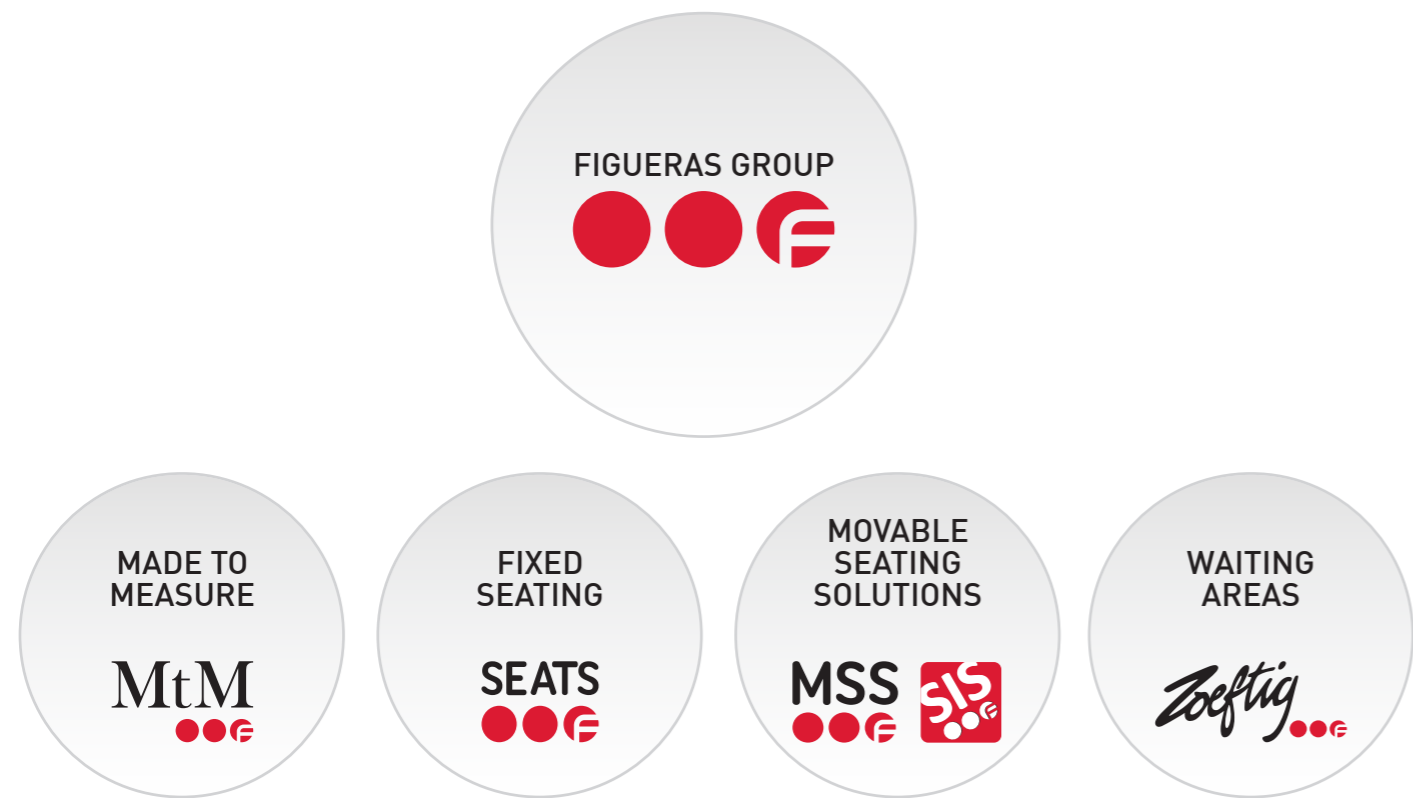 FIGUERAS GROUP
F
MADE TO
MEASURE
MtM
F
FIXED
SEATING
SEATS
F
MOVABLE
SEATING
SOLUTIONS
MSS
F
SIS
F
WAITING
AREAS
Zoeftig
F